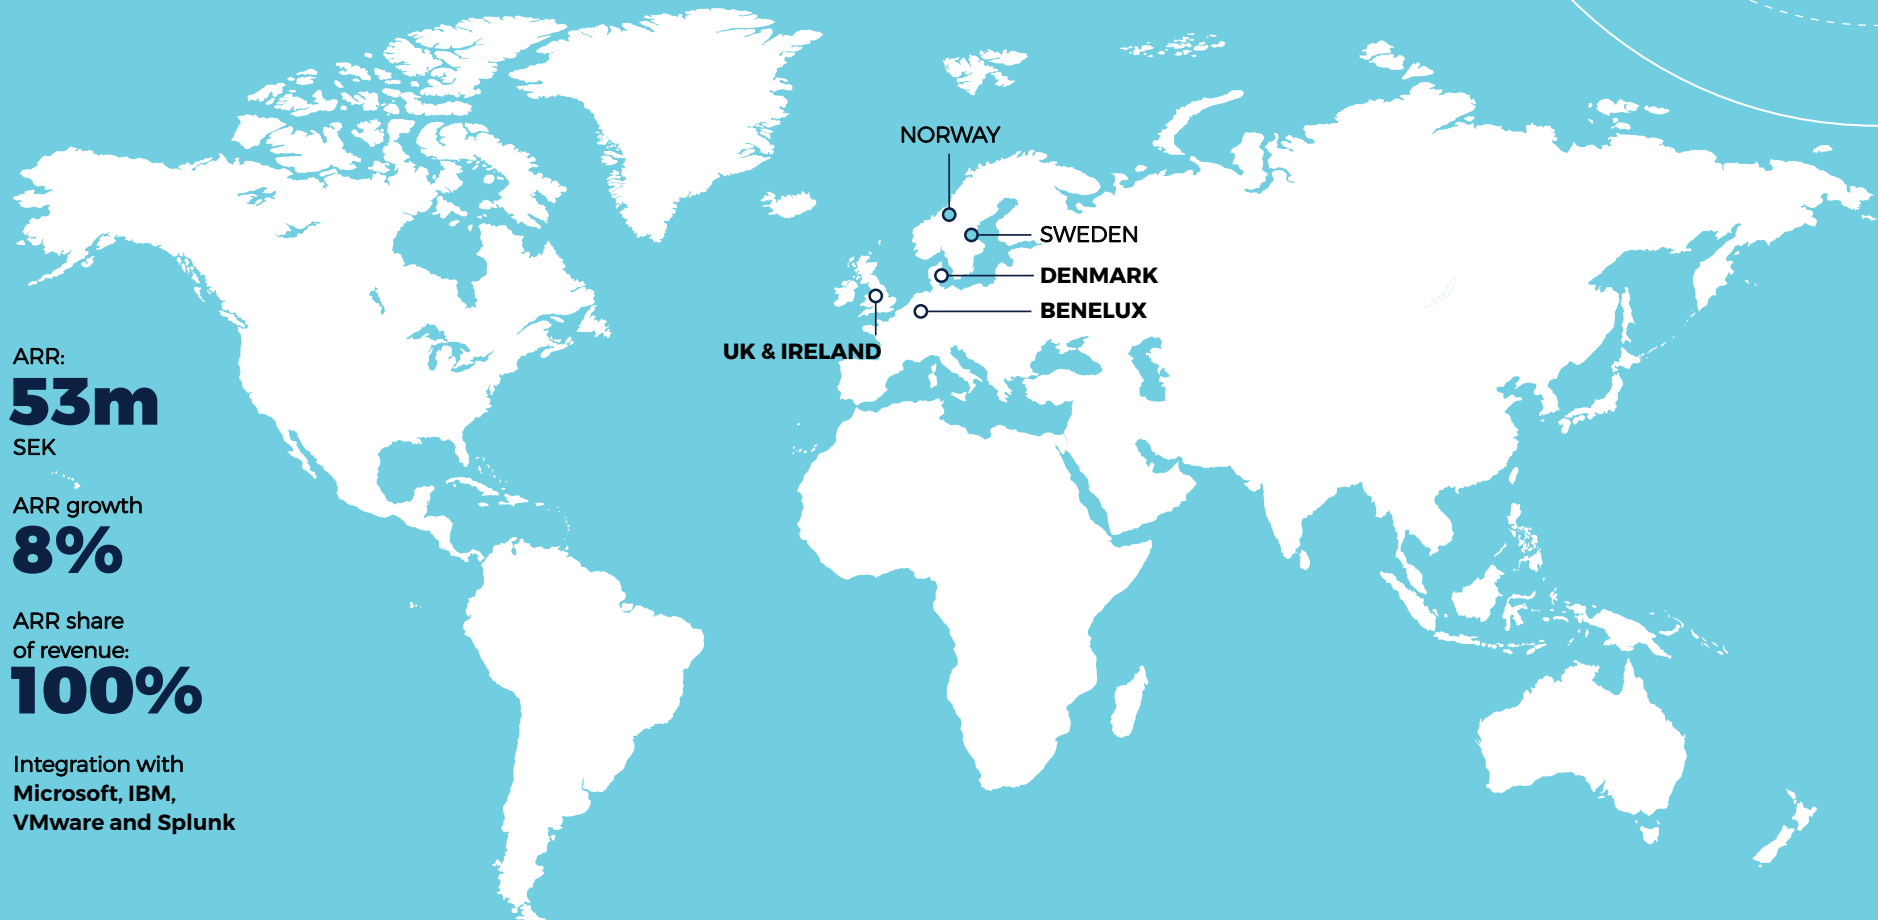 NORWAY
SWEDEN
DENMARK
BENELUX
UK & IRELAND
ARR:
53m
SEK
ARR growth
8%
ARR share
of revenue:
100%
Integration with
Microsoft, IBM,
VMware and Splunk